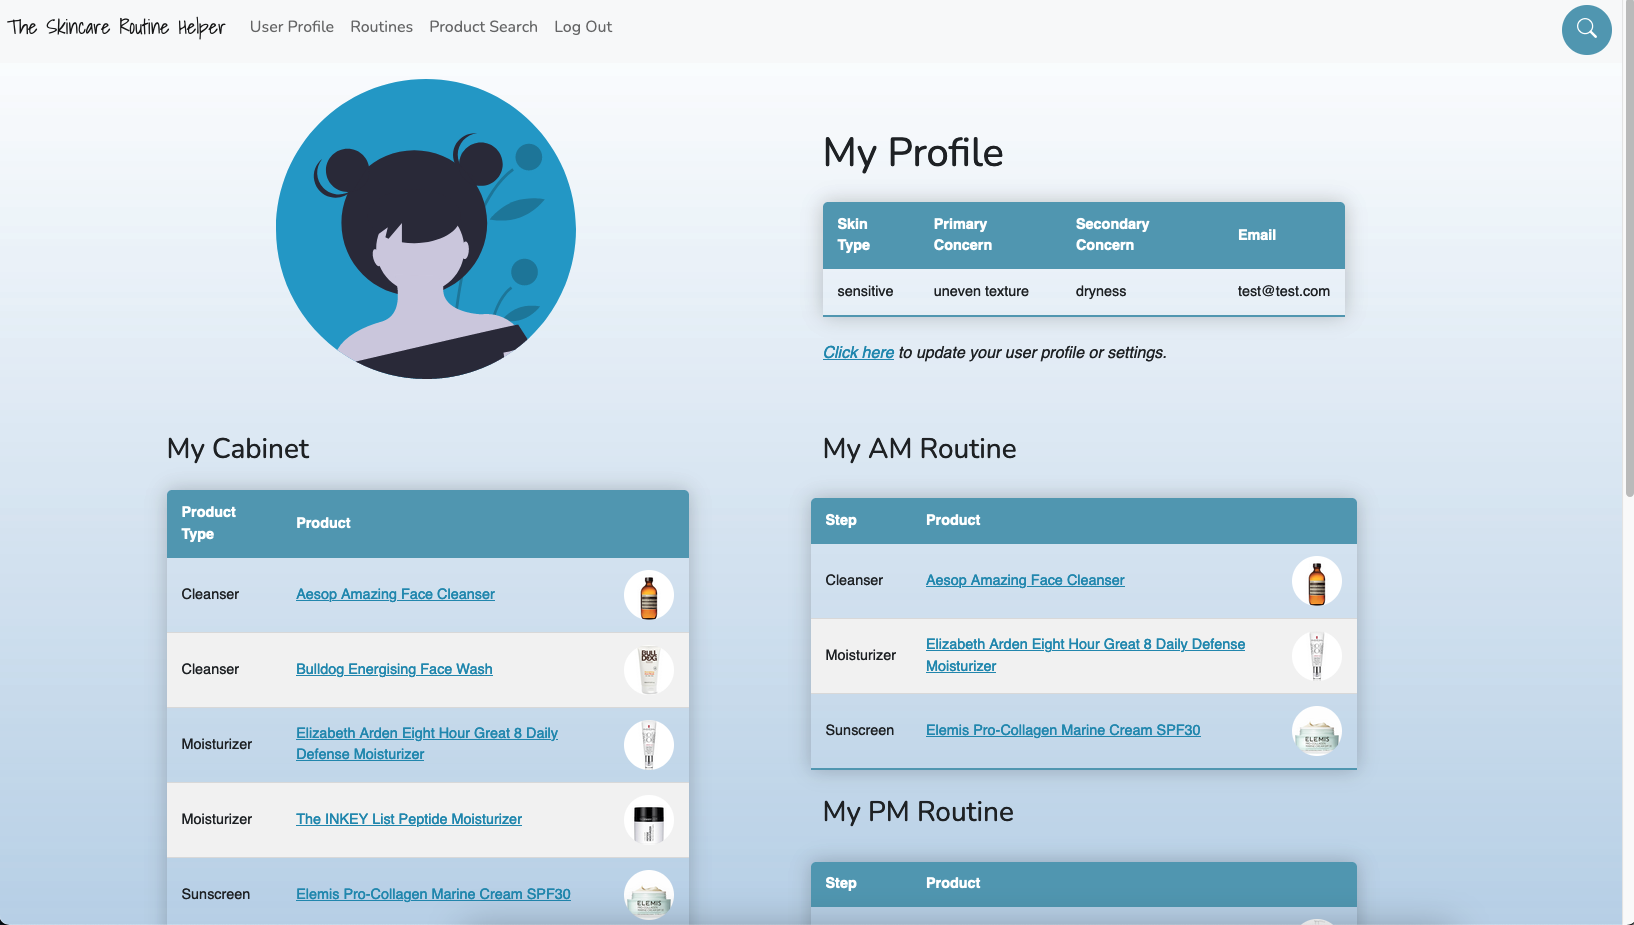 The Skincare Routine Helper
User Profile
Routines
Product Search
Log Out
My Profile
Skin Type
Primary Concern
Secondary Concern
Email
sensitive
uneven texture
dryness
test@test.com
Click here to update your user profile or settings.
My Cabinet
Product Type
Product
Cleanser
Aesop Amazing Face Cleanser
Cleanser
Bulldog Energising Face Wash
BULL
DOG
Moisturizer
Elizabeth Arden Eight Hour Great 8 Daily
Defense Moisturizer
Moisturizer
The INKEY List Peptide Moisturizer
Sunscreen
Elemis Pro-Collagen Marine Cream SPF30
ELEMIS
My AM Routine
Step
Product
Cleanser
Aesop Amazing Face Cleanser
Moisturizer
Elizabeth Arden Eight Hour Great 8 Daily Defense
Moisturizer
Sunscreen
Elemis Pro-Collagen Marine Cream SPF30
ELEMIS
My PM Routine
Step
Product